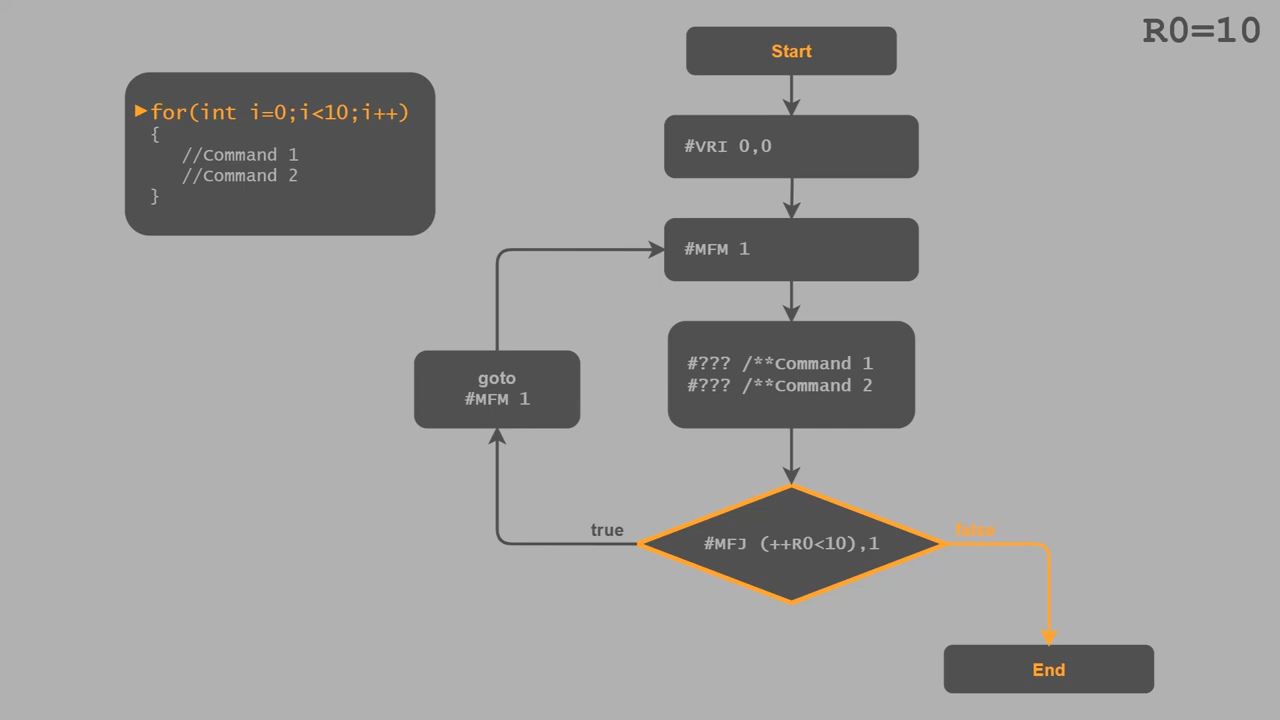 R0=10
Start
for(int i=0;i<10;i++)
{
//Command 1
//Command 2
}
#VRI 0,0
#MFM 1
#??? /**Command 1
#??? /**Command 2
goto
#MFM 1
true
#MFJ (++R0<10),1
false
End